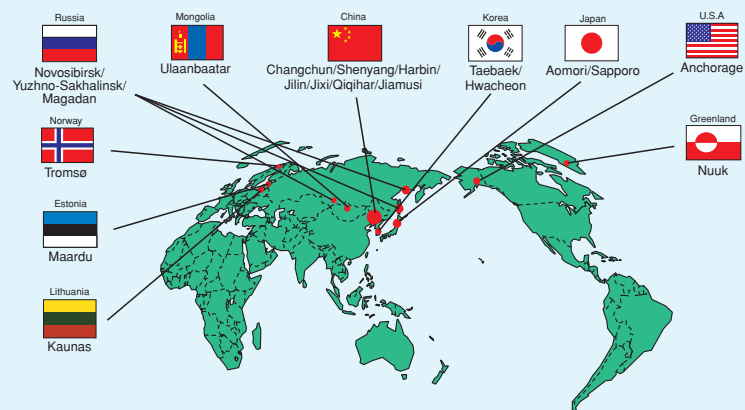 Russia
Novosibirsk/
Yuzhno-Sakhalinsk/
Magadan
Mongolia
Ulaanbaatar
China
Changchun/Shenyang/Harbin/
Jilin/Jixi/Qiqihar/Jiamusi
Korea
Taebaek/
Hwacheon
Japan
Aomori/Sapporo
U.S.A
Anchorage
Norway
Tromsø
Greenland
Nuuk
Estonia
Maardu
Lithuania
Kaunas